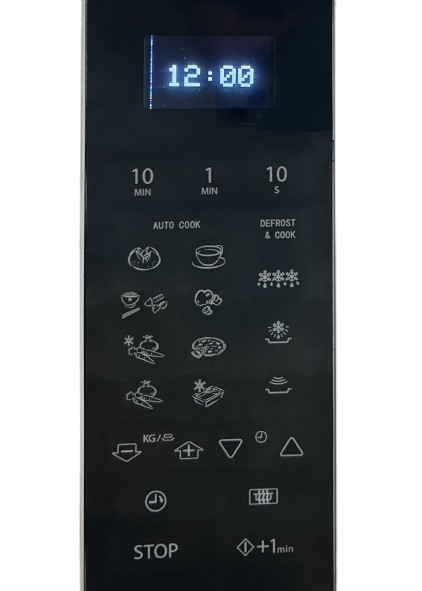 12:00
10 1 10
MIN MIN S
AUTO COOK
DEFROST
& COOK
KG/
STOP
+1min